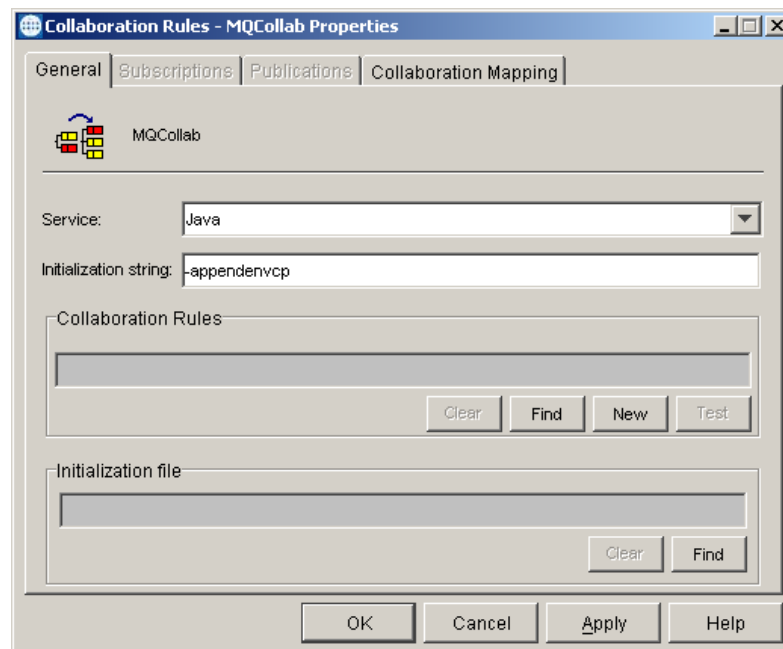 Collaboration Rules - MQCollab Properties
General Subscriptions Publications Collaboration Mapping
MQCollab
Service: Java
Initialization string: -appendenvcp
Collaboration Rules
Clear Find New Test
Initialization file
Clear Find
OK Cancel Apply Help